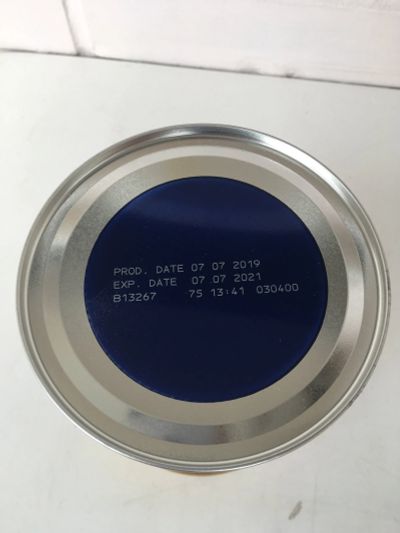 PROD. DATE 07 07 2019
EXP. DATE 07 07 2021
B13267 75 13:41 030400